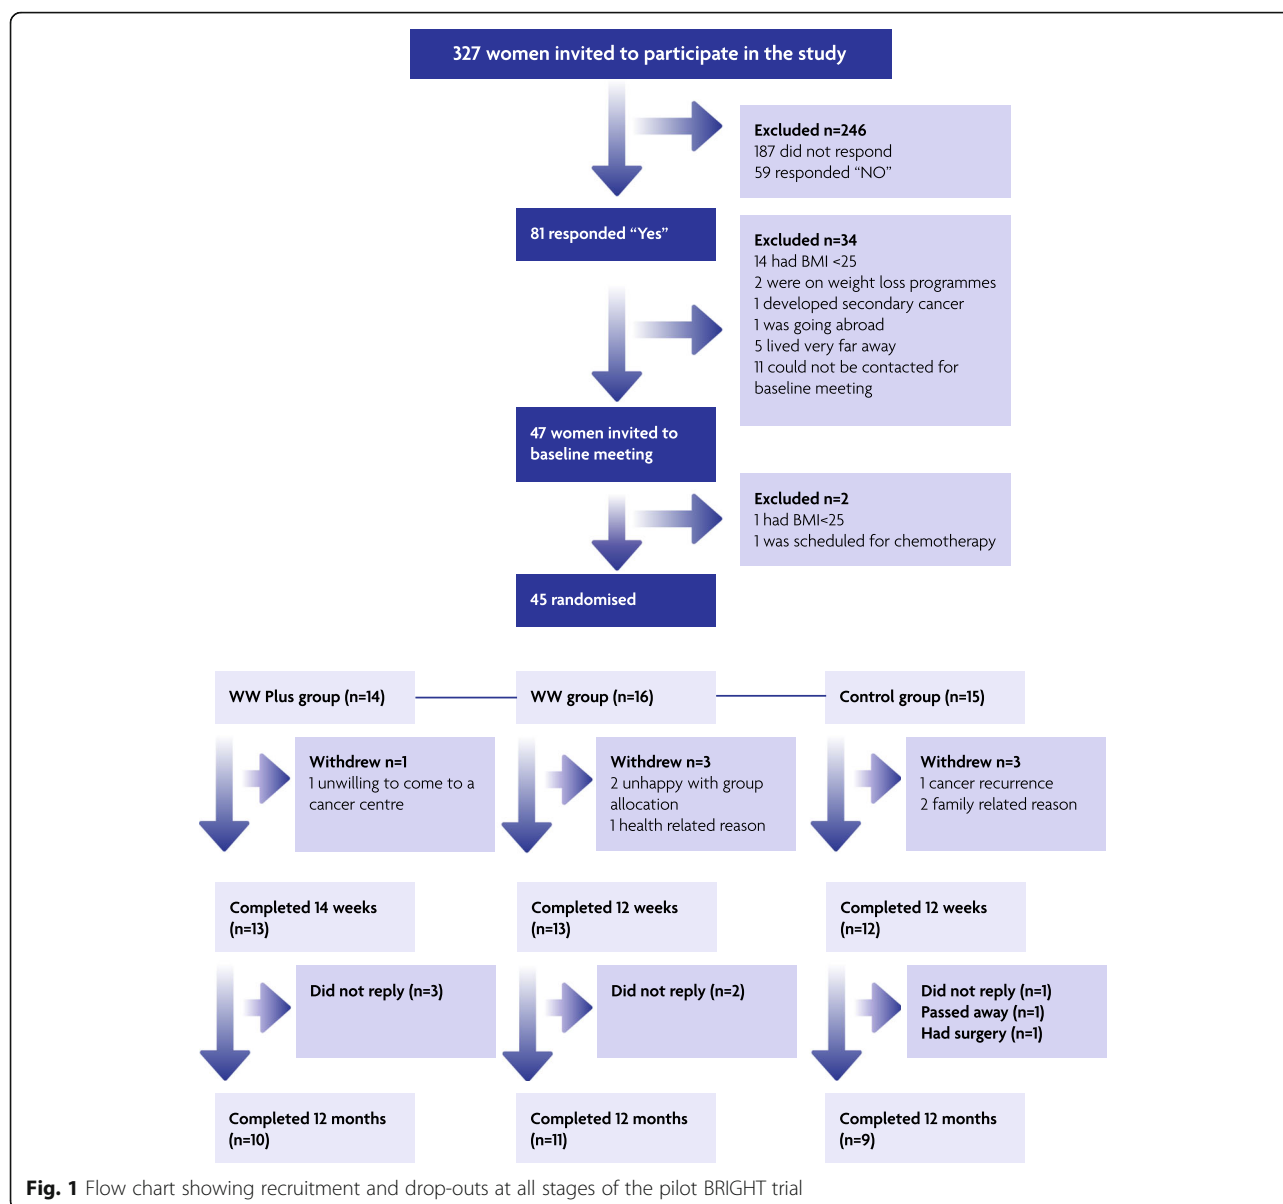 327 women invited to participate in the study
Excluded n=246
187 did not respond
59 responded “NO”
81 responded “Yes”
Excluded n=34
14 had BMI <25
2 were on weight loss programmes
1 developed secondary cancer
1 was going abroad
5 lived very far away
11 could not be contacted for
baseline meeting
47 women invited to
baseline meeting
Excluded n=2
1 had BMI<25
1 was scheduled for chemotherapy
45 randomised
WW Plus group (n=14)
WW group (n=16)
Control group (n=15)
Withdrew n=1
1 unwilling to come to a
cancer centre
Withdrew n=3
2 unhappy with group
allocation
1 health related reason
Withdrew n=3
1 cancer recurrence
2 family related reason
Completed 14 weeks
(n=13)
Completed 12 weeks
(n=13)
Completed 12 weeks
(n=12)
Did not reply (n=3)
Did not reply (n=2)
Did not reply (n=1)
Passed away (n=1)
Had surgery (n=1)
Completed 12 months
(n=10)
Completed 12 months
(n=11)
Completed 12 months
(n=9)
Fig. 1 Flow chart showing recruitment and drop-outs at all stages of the pilot BRIGHT trial